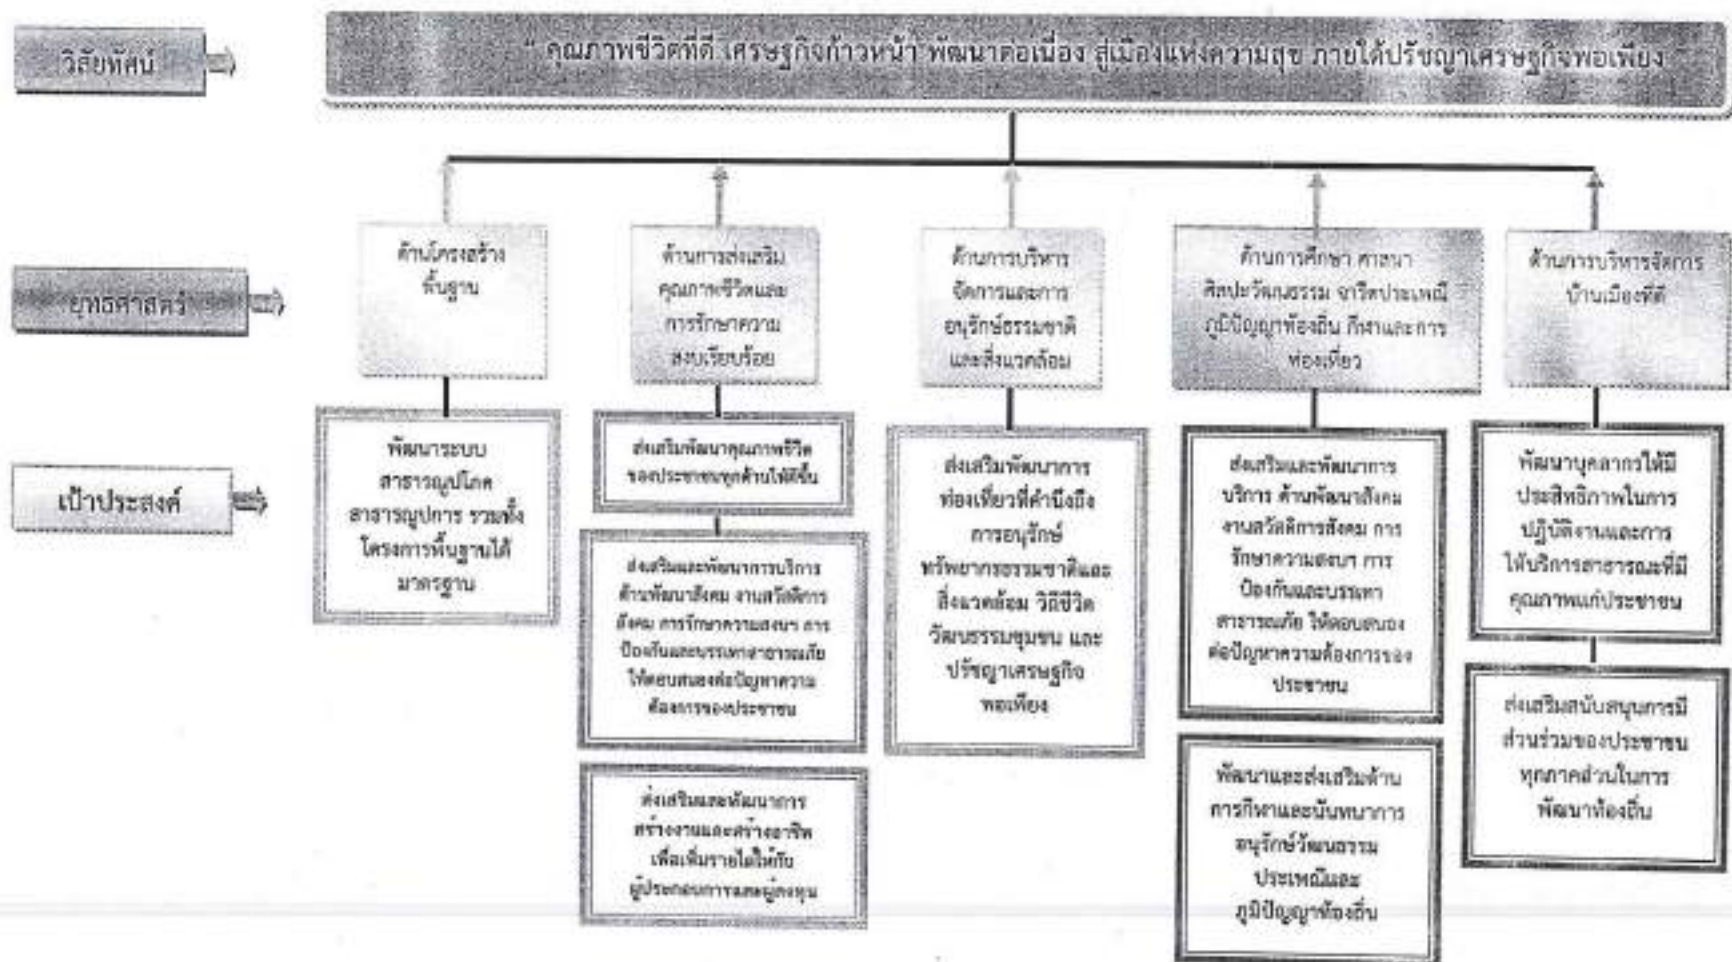 วิสัยทัศน์
" คุณภาพชีวิตที่ดี เศรษฐกิจก้าวหน้า พัฒนาต่อเนื่อง สู่เมืองแห่งความสุข ภายใต้ปรัชญาเศรษฐกิจพอเพียง
ยุทธศาสตร์
ด้านโครงสร้าง
พื้นฐาน
ด้านการส่งเสริม
คุณภาพชีวิตและ
การรักษาความ
สงบเรียบร้อย
ด้านการบริหาร
จัดการและการ
อนุรักษ์ธรรมชาติ
และสิ่งแวดล้อม
ด้านการศึกษา ศาสนา
ศิลปะวัฒนธรรม จารีตประเพณี
ภูมิปัญญาท้องถิ่น กีฬาและการ
ท่องเที่ยว
ด้านการบริหารจัดการ
บ้านเมืองที่ดี
เป้าประสงค์
พัฒนาระบบ
สาธารณูปโภค
สาธารณูปการ รวมทั้ง
โครงการพื้นฐานได้
มาตรฐาน
ส่งเสริมพัฒนาคุณภาพชีวิต
ของประชาชนทุกด้านให้ดีขึ้น
ส่งเสริมและพัฒนาการบริการ
ด้านพัฒนาสังคม งานสวัสดิการ
สังคม การรักษาความสงบฯ การ
ป้องกันและบรรเทาสาธารณภัย
ให้ตอบสนองต่อปัญหาความ
ต้องการของประชาชน
ส่งเสริมและพัฒนาการ
สร้างงานและสร้างอาชีพ
เพื่อเพิ่มรายได้ให้กับ
ผู้ประกอบการและผู้ลงทุน
ส่งเสริมพัฒนาการ
ท่องเที่ยวที่คำนึงถึง
การอนุรักษ์
ทรัพยากรธรรมชาติและ
สิ่งแวดล้อม วิถีชีวิต
วัฒนธรรมชุมชน และ
ปรัชญาเศรษฐกิจ
พอเพียง
ส่งเสริมและพัฒนาการ
บริการ ด้านพัฒนาสังคม
งานสวัสดิการสังคม การ
รักษาความสงบฯ การ
ป้องกันและบรรเทา
สาธารณภัย ให้ตอบสนอง
ต่อปัญหาความต้องการของ
ประชาชน
พัฒนาและส่งเสริมด้าน
การกีฬาและนันทนาการ
อนุรักษ์วัฒนธรรม
ประเพณีและ
ภูมิปัญญาท้องถิ่น
พัฒนาบุคลากรให้มี
ประสิทธิภาพในการ
ปฏิบัติงานและการ
ให้บริการสาธารณะที่มี
คุณภาพแก่ประชาชน
ส่งเสริมสนับสนุนการมี
ส่วนร่วมของประชาชน
ทุกภาคส่วนในการ
พัฒนาท้องถิ่น